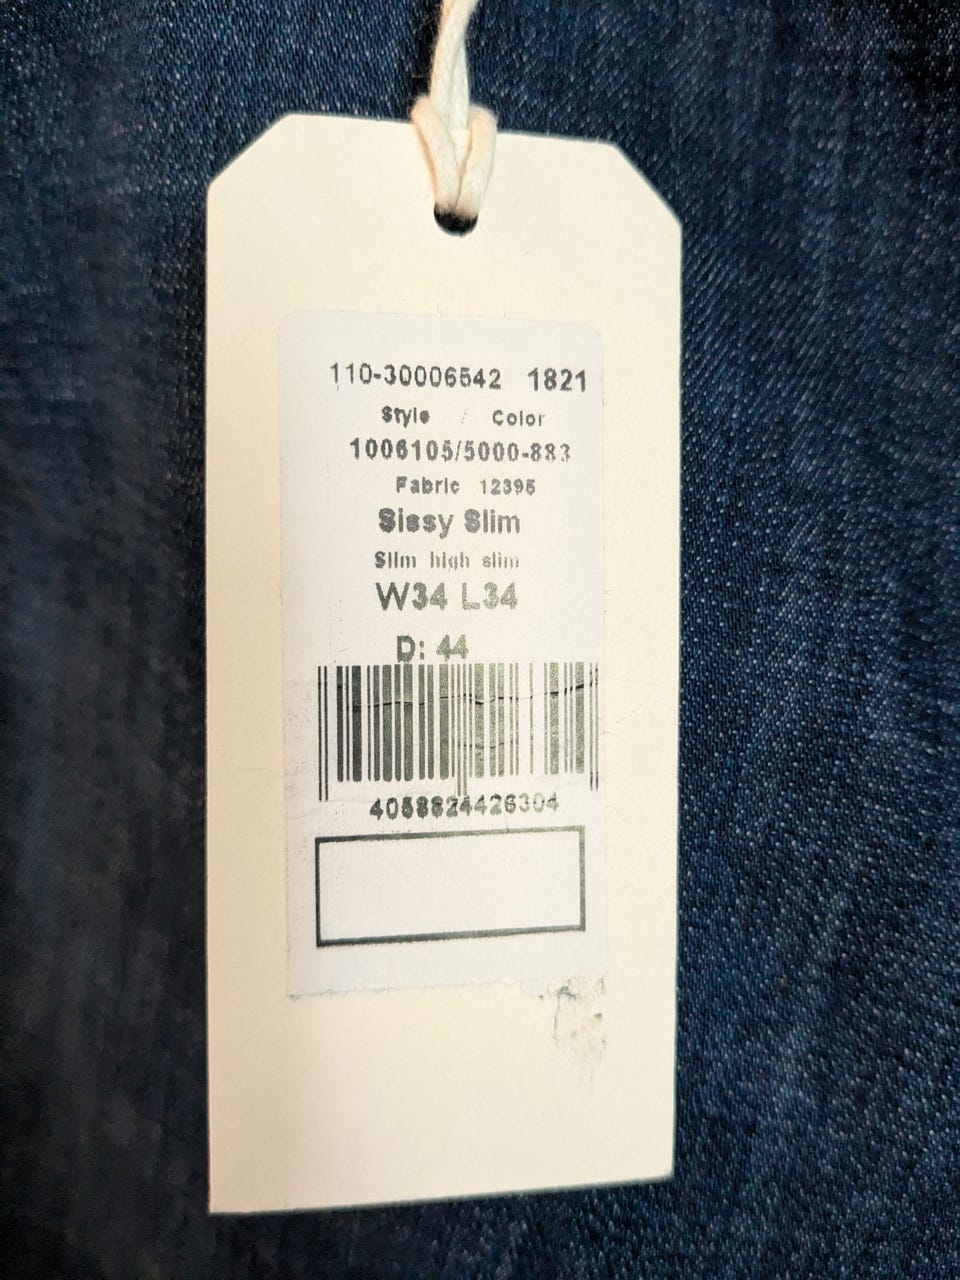 110-30006542 1821
Style / Color
1006105/5000-883
Fabric 12395
Sissy Slim
Slim high slim
W34 L34
D: 44
4058824426304